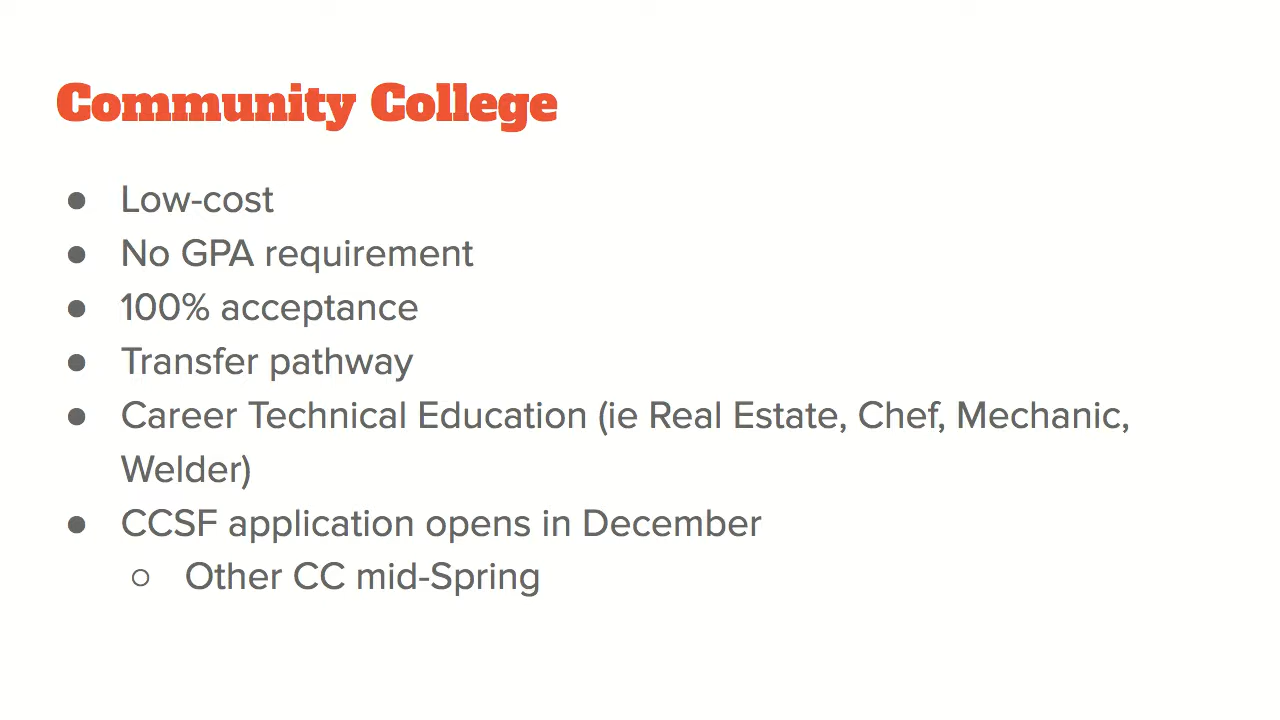 Community College
● Low-cost
● No GPA requirement
● 100% acceptance
● Transfer pathway
● Career Technical Education (ie Real Estate, Chef, Mechanic,
Welder)
● CCSF application opens in December
○ Other CC mid-Spring